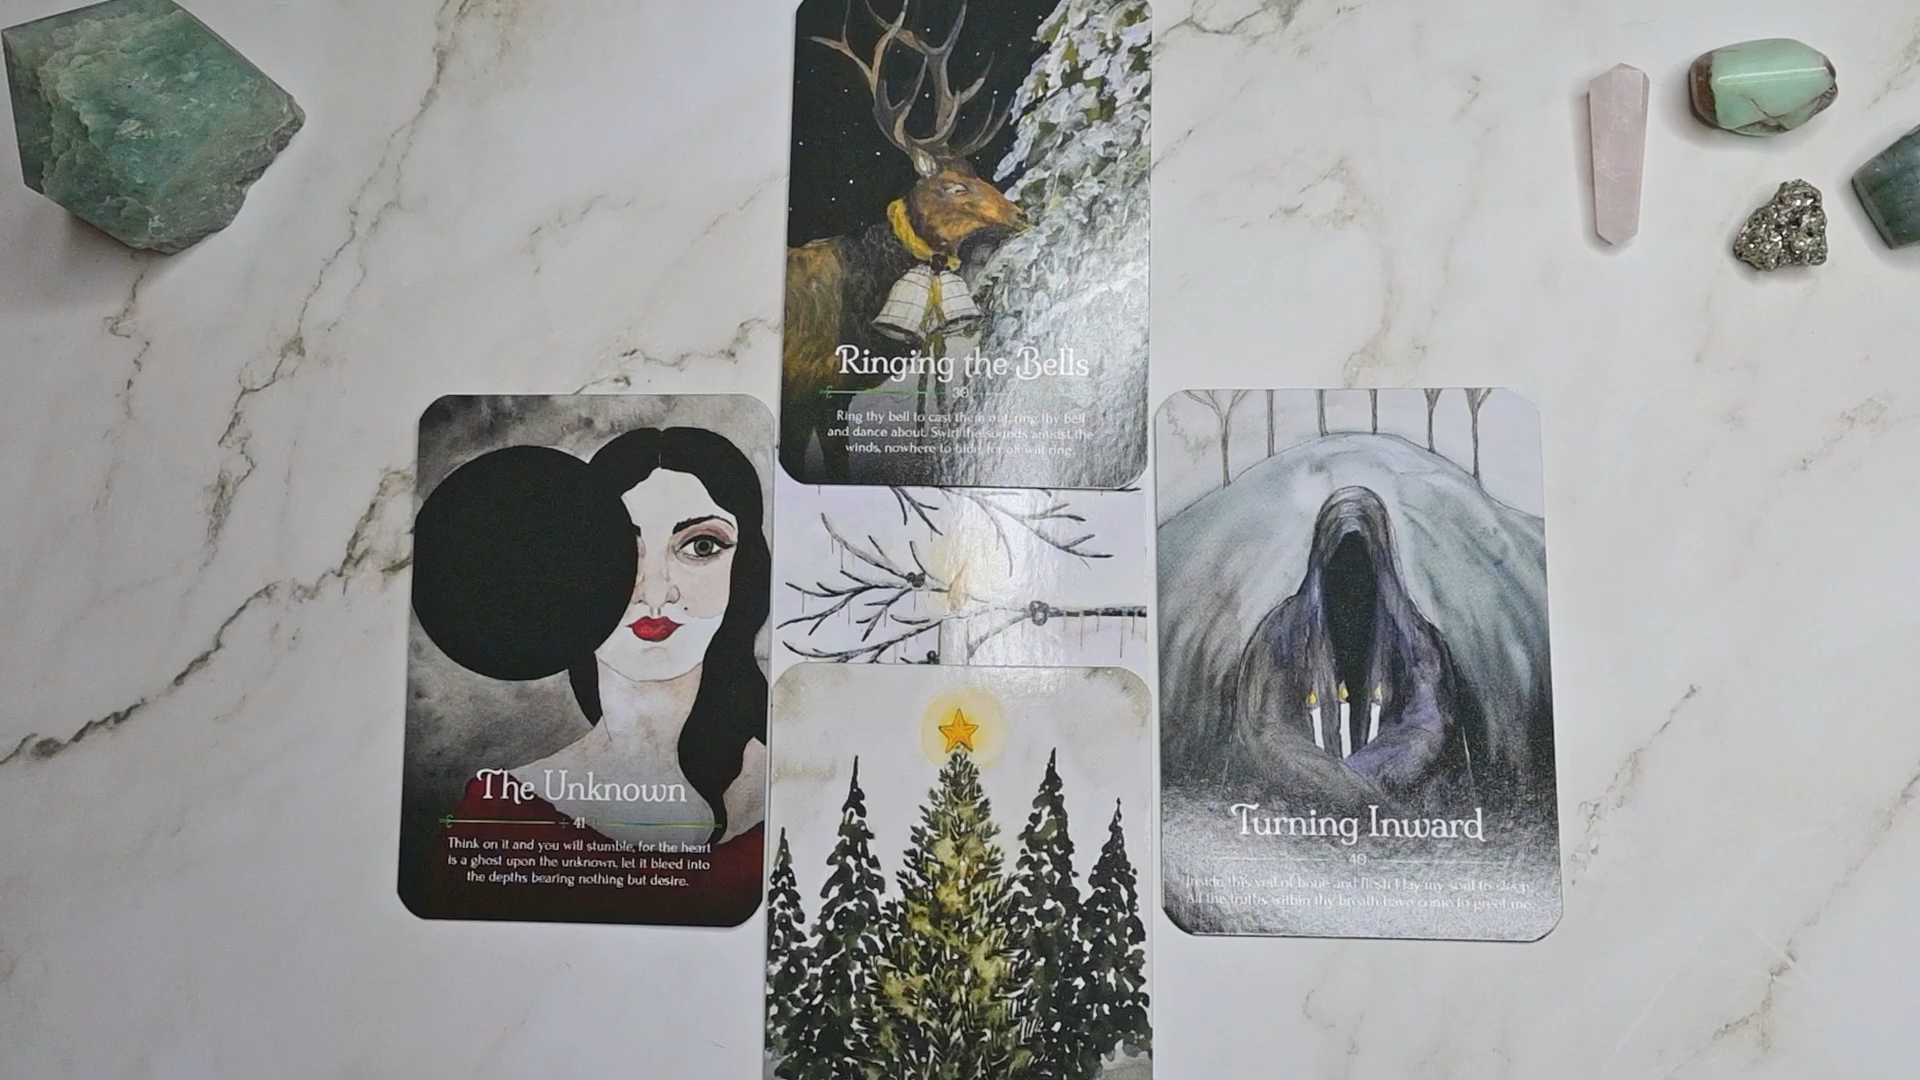 Ringing the Bells
30
Ring thy bell to cast them out, ring thy bell
and dance about. Swirl the sounds amidst the
winds, nowhere to hide, for all will ring.
The Unknown
41
Think on it and you will stumble, for the heart
is a ghost upon the unknown, let it bleed into
the depths bearing nothing but desire.
Turning Inward
40
Inside this veil of bone and flesh I lay my soul to sleep.
All the truths within thy breath have come to greet me.